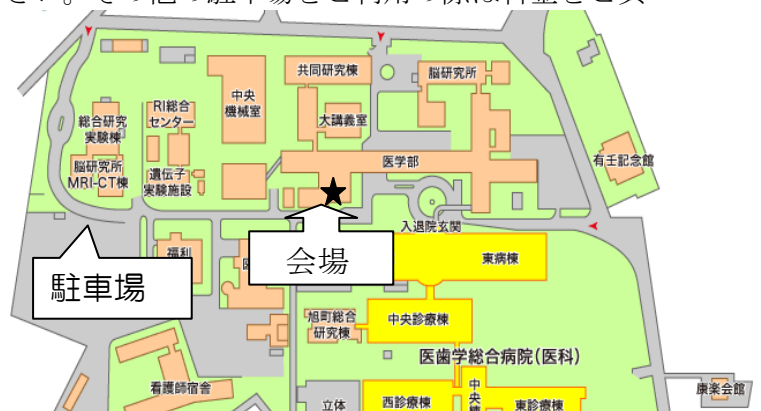 共同研究棟
脳研究所
中央
機械室
RI総合
センター
総合研究
実験棟
大講義室
脳研究所
MRI-CT棟
遺伝子
実験施設
医学部
有壬記念館
入退院玄関
福利
会場
東病棟
駐車場
旭町総合
研究棟
中央診療棟
医歯学総合病院(医科)
看護師宿舎
立体
西診療棟
中
央
東診療棟
康楽会館